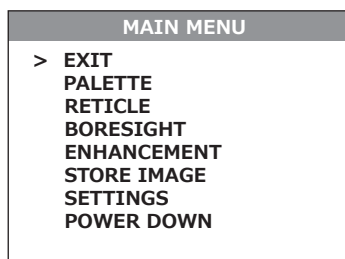 MAIN MENU
> EXIT
PALETTE
RETICLE
BORESIGHT
ENHANCEMENT
STORE IMAGE
SETTINGS
POWER DOWN